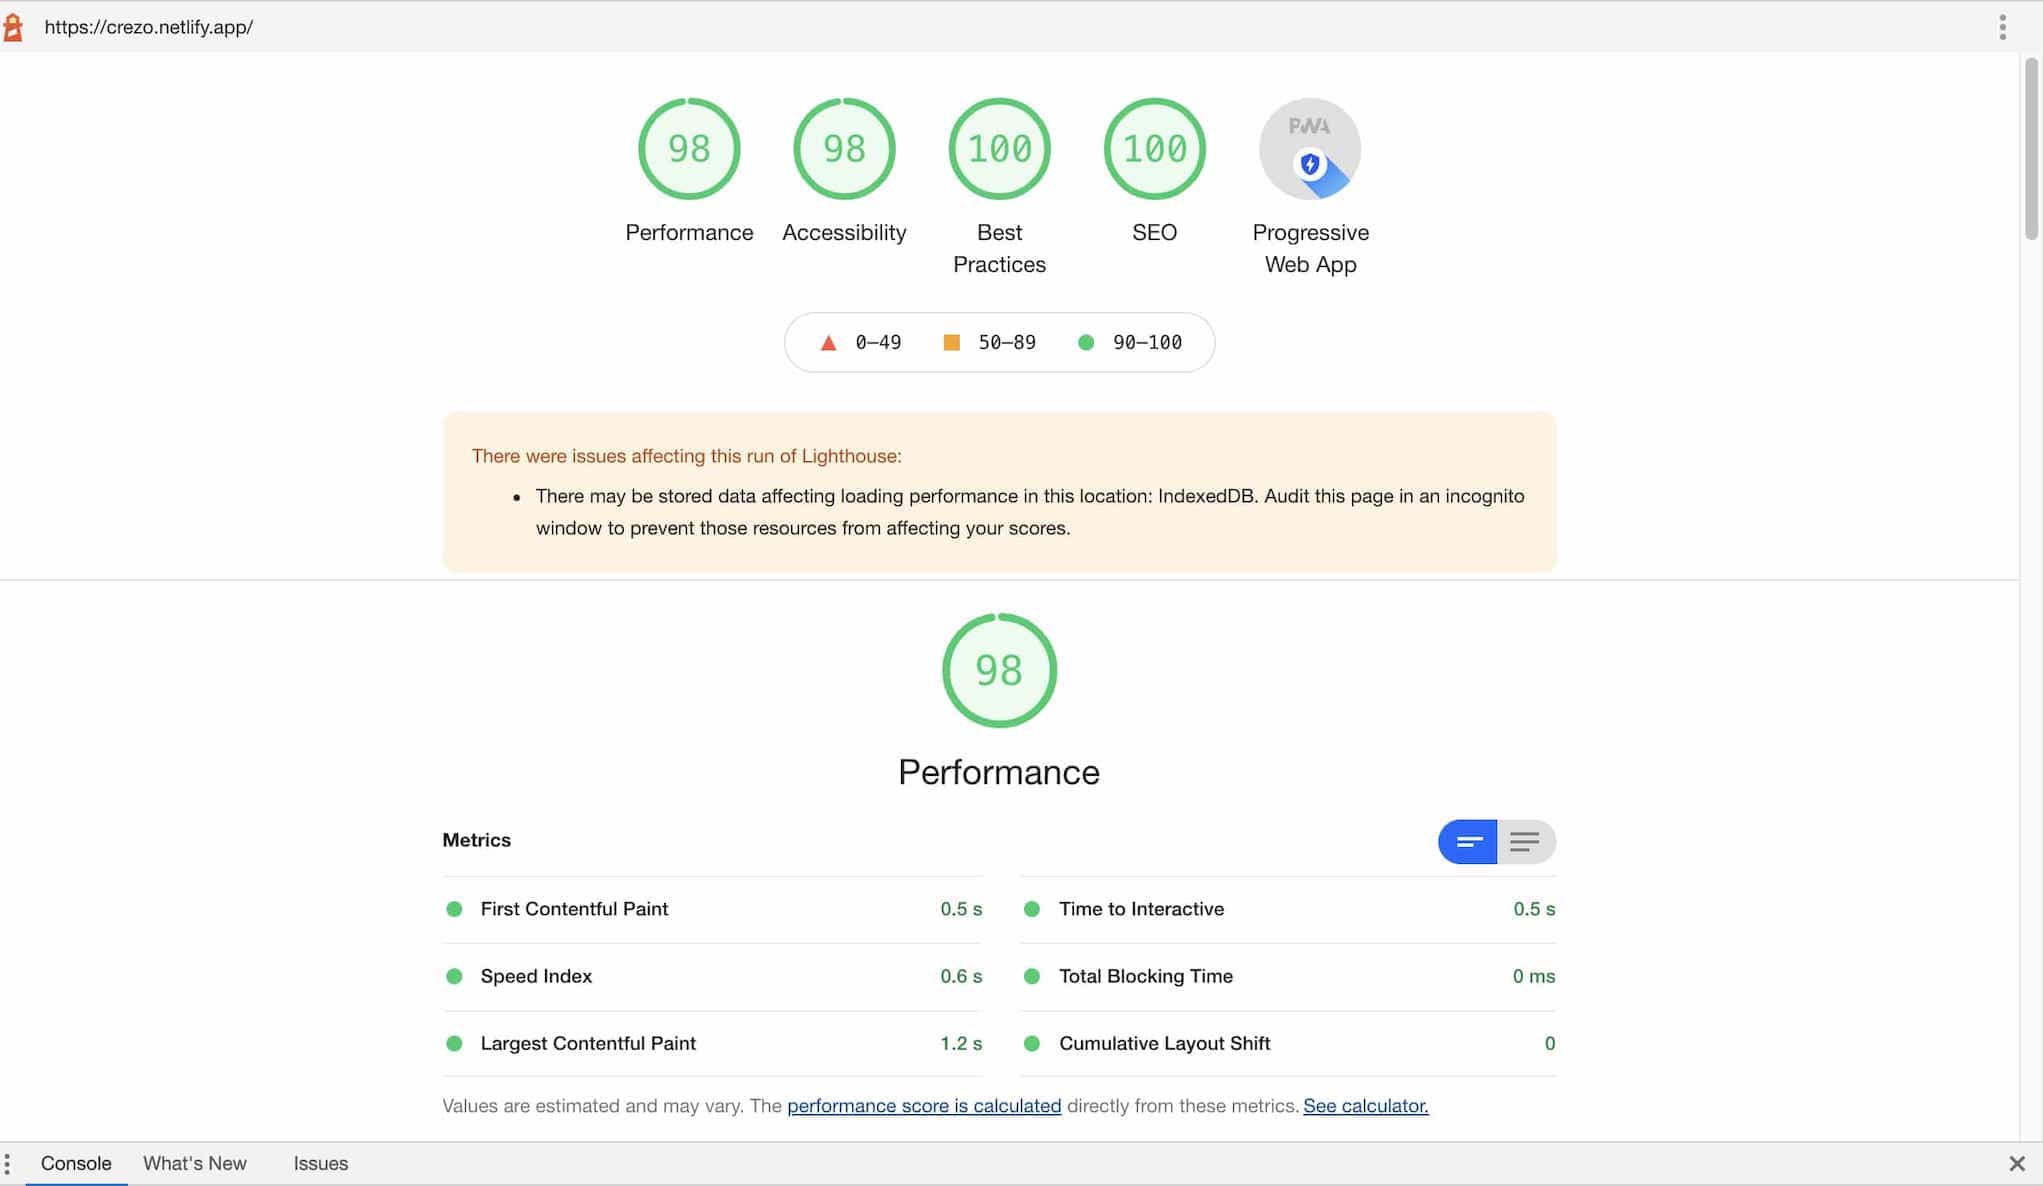 https://crezo.netlify.app/
98
98
100
100
PWA
Performance
Accessibility
Best
Practices
SEO
Progressive
Web App
0–49
50–89
90–100
There were issues affecting this run of Lighthouse:
There may be stored data affecting loading performance in this location: IndexedDB. Audit this page in an incognito
window to prevent those resources from affecting your scores.
98
Performance
Metrics
First Contentful Paint 0.5 s
Time to Interactive 0.5 s
Speed Index 0.6 s
Total Blocking Time 0 ms
Largest Contentful Paint 1.2 s
Cumulative Layout Shift 0
Values are estimated and may vary. The performance score is calculated directly from these metrics. See calculator.
Console What's New Issues